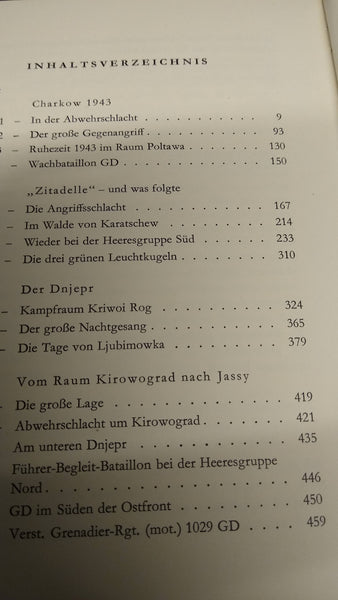 INHALTSVERZEICHNIS
Charkow 1943
1 – In der Abwehrschlacht . . . . . . . . . . . 9
2 – Der große Gegenangriff . . . . . . . . . . . 93
– Ruhezeit 1943 im Raum Poltawa . . . . . . . . 130
– Wachbataillon GD . . . . . . . . . . . . . 150
„Zitadelle“ – und was folgte
– Die Angriffsschlacht . . . . . . . . . . . . 167
– Im Walde von Karatschew . . . . . . . . . . 214
– Wieder bei der Heeresgruppe Süd . . . . . . . 233
– Die drei grünen Leuchtkugeln . . . . . . . . . 310
Der Dnjepr
– Kampfraum Kriwoi Rog . . . . . . . . . . . 324
– Der große Nachtgesang . . . . . . . . . . . 365
– Die Tage von Ljubimowka . . . . . . . . . . 379
Vom Raum Kirowograd nach Jassy
Die große Lage . . . . . . . . . . . . . . 419
Abwehrschlacht um Kirowograd . . . . . . . . 421
Am unteren Dnjepr . . . . . . . . . . . . 435
Führer-Begleit-Bataillon bei der Heeresgruppe
Nord . . . . . . . . . . . . . . . . . . 446
GD im Süden der Ostfront . . . . . . . . . 450
Verst. Grenadier-Rgt. (mot.) 1029 GD . . . . 459